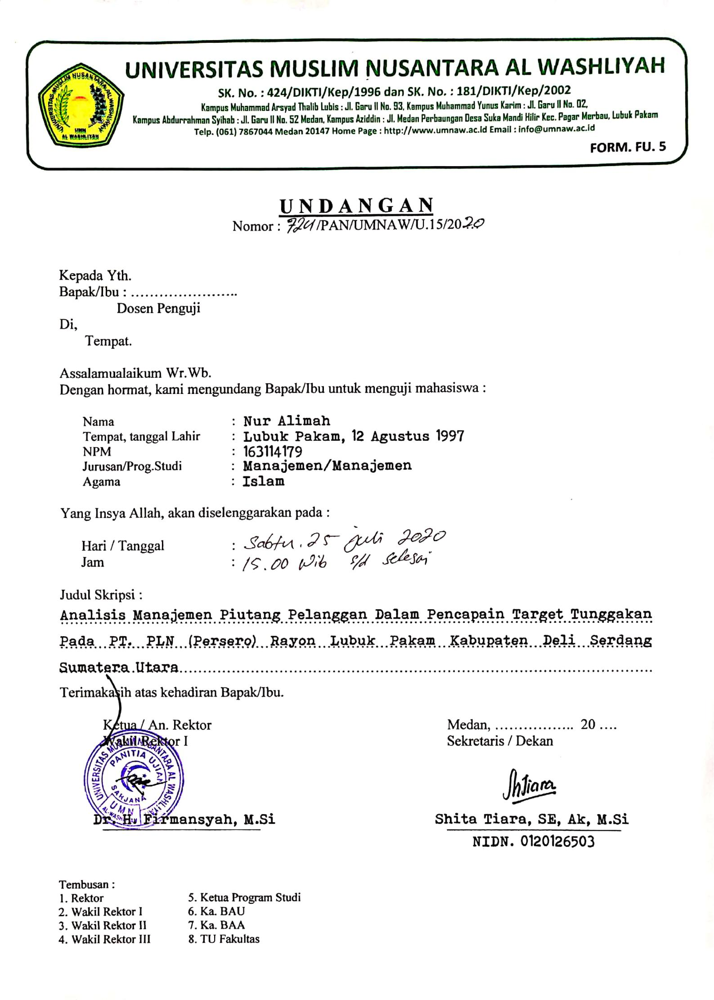 UNIVERSITAS MUSLIM NUSANTARA AL WASHLIYAH
UMN
AL WASHLIYAH
UNIVERSITAS MUSLIM NUSANTARA AL WASHLIYAH
SK. No. : 424/DIKTI/Kep/1996 dan SK. No. : 181/DIKTI/Kep/2002
Kampus Muhammad Arsyad Thalib Lubis : Jl. Garu II No. 93, Kampus Muhammad Yunus Karim : Jl. Garu II No. 02,
Kampus Abdurrahman Syihab : Jl. Garu II No. 52 Medan, Kampus Aziddin : Jl. Medan Perbaungan Desa Suka Mandi Hilir Kec. Pagar Merbau, Lubuk Pakam
Telp. (061) 7867044 Medan 20147 Home Page : http://www.umnaw.ac.id Email : info@umnaw.ac.id
FORM. FU. 5
UNDANGAN
Nomor : 724/PAN/UMNAW/U.15/2020
Kepada Yth.
Bapak/Ibu : .......................
Dosen Penguji
Di,
Tempat.
Assalamualaikum Wr.Wb.
Dengan hormat, kami mengundang Bapak/Ibu untuk menguji mahasiswa :
Nama : Nur Alimah
Tempat, tanggal Lahir : Lubuk Pakam, 12 Agustus 1997
NPM : 163114179
Jurusan/Prog.Studi : Manajemen/Manajemen
Agama : Islam
Yang Insya Allah, akan diselenggarakan pada :
Hari / Tanggal : Sabtu, 25 juli 2020
Jam : 15.00 Wib s/d selesai
Judul Skripsi :
Analisis Manajemen Piutang Pelanggan Dalam Pencapain Target Tunggakan
Pada PT. PLN (Persero) Rayon Lubuk Pakam Kabupaten Deli Serdang
Sumatera Utara
Terimakasih atas kehadiran Bapak/Ibu.
Ketua / An. Rektor
Wakil Rektor I
UNIVERSITAS MUSLIM NUSANTARA AL WASHLIYAH
PANITIA UJIAN
SARJANA
UMN
AL-WASHLIYAH
Dr. H. Firmansyah, M.Si
Medan, ................. 20 ....
Sekretaris / Dekan
ShTiara
Shita Tiara, SE, Ak, M.Si
NIDN. 0120126503
Tembusan :
1. Rektor
2. Wakil Rektor I
3. Wakil Rektor II
4. Wakil Rektor III
5. Ketua Program Studi
6. Ka. BAU
7. Ka. BAA
8. TU Fakultas